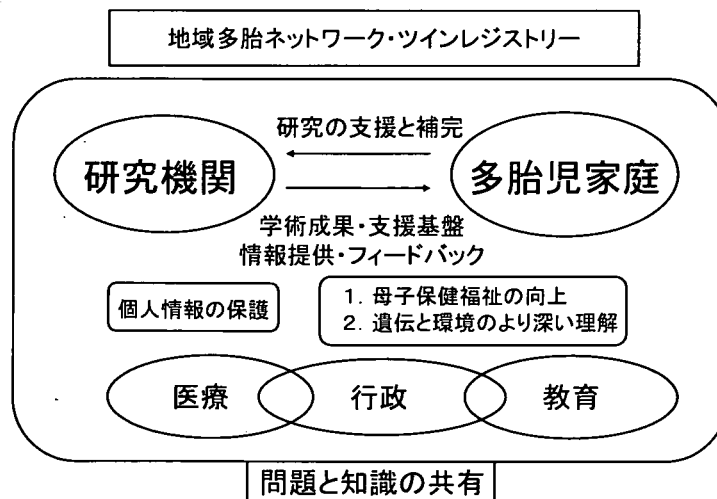 地域多胎ネットワーク・ツインレジストリー
研究の支援と補完
研究機関
多胎児家庭
学術成果・支援基盤
情報提供・フィードバック
個人情報の保護
1. 母子保健福祉の向上
2. 遺伝と環境のより深い理解
医療
行政
教育
問題と知識の共有